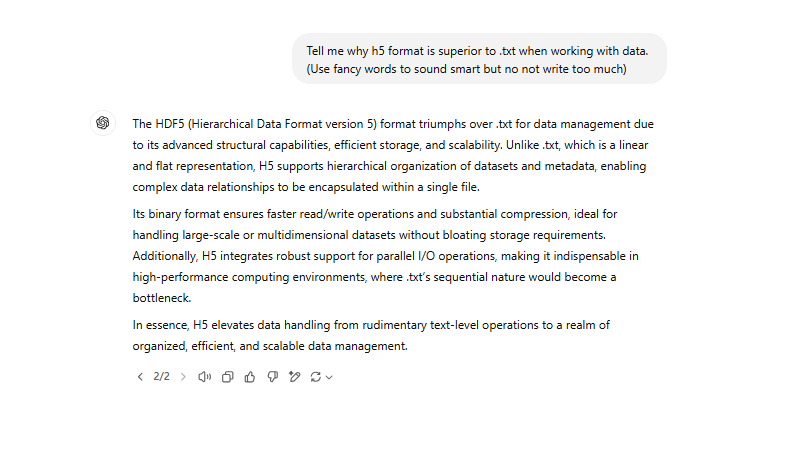 Tell me why h5 format is superior to .txt when working with data.
(Use fancy words to sound smart but no not write too much)
The HDF5 (Hierarchical Data Format version 5) format triumphs over .txt for data management due
to its advanced structural capabilities, efficient storage, and scalability. Unlike .txt, which is a linear
and flat representation, H5 supports hierarchical organization of datasets and metadata, enabling
complex data relationships to be encapsulated within a single file.
Its binary format ensures faster read/write operations and substantial compression, ideal for
handling large-scale or multidimensional datasets without bloating storage requirements.
Additionally, H5 integrates robust support for parallel I/O operations, making it indispensable in
high-performance computing environments, where .txt’s sequential nature would become a
bottleneck.
In essence, H5 elevates data handling from rudimentary text-level operations to a realm of
organized, efficient, and scalable data management.
2/2